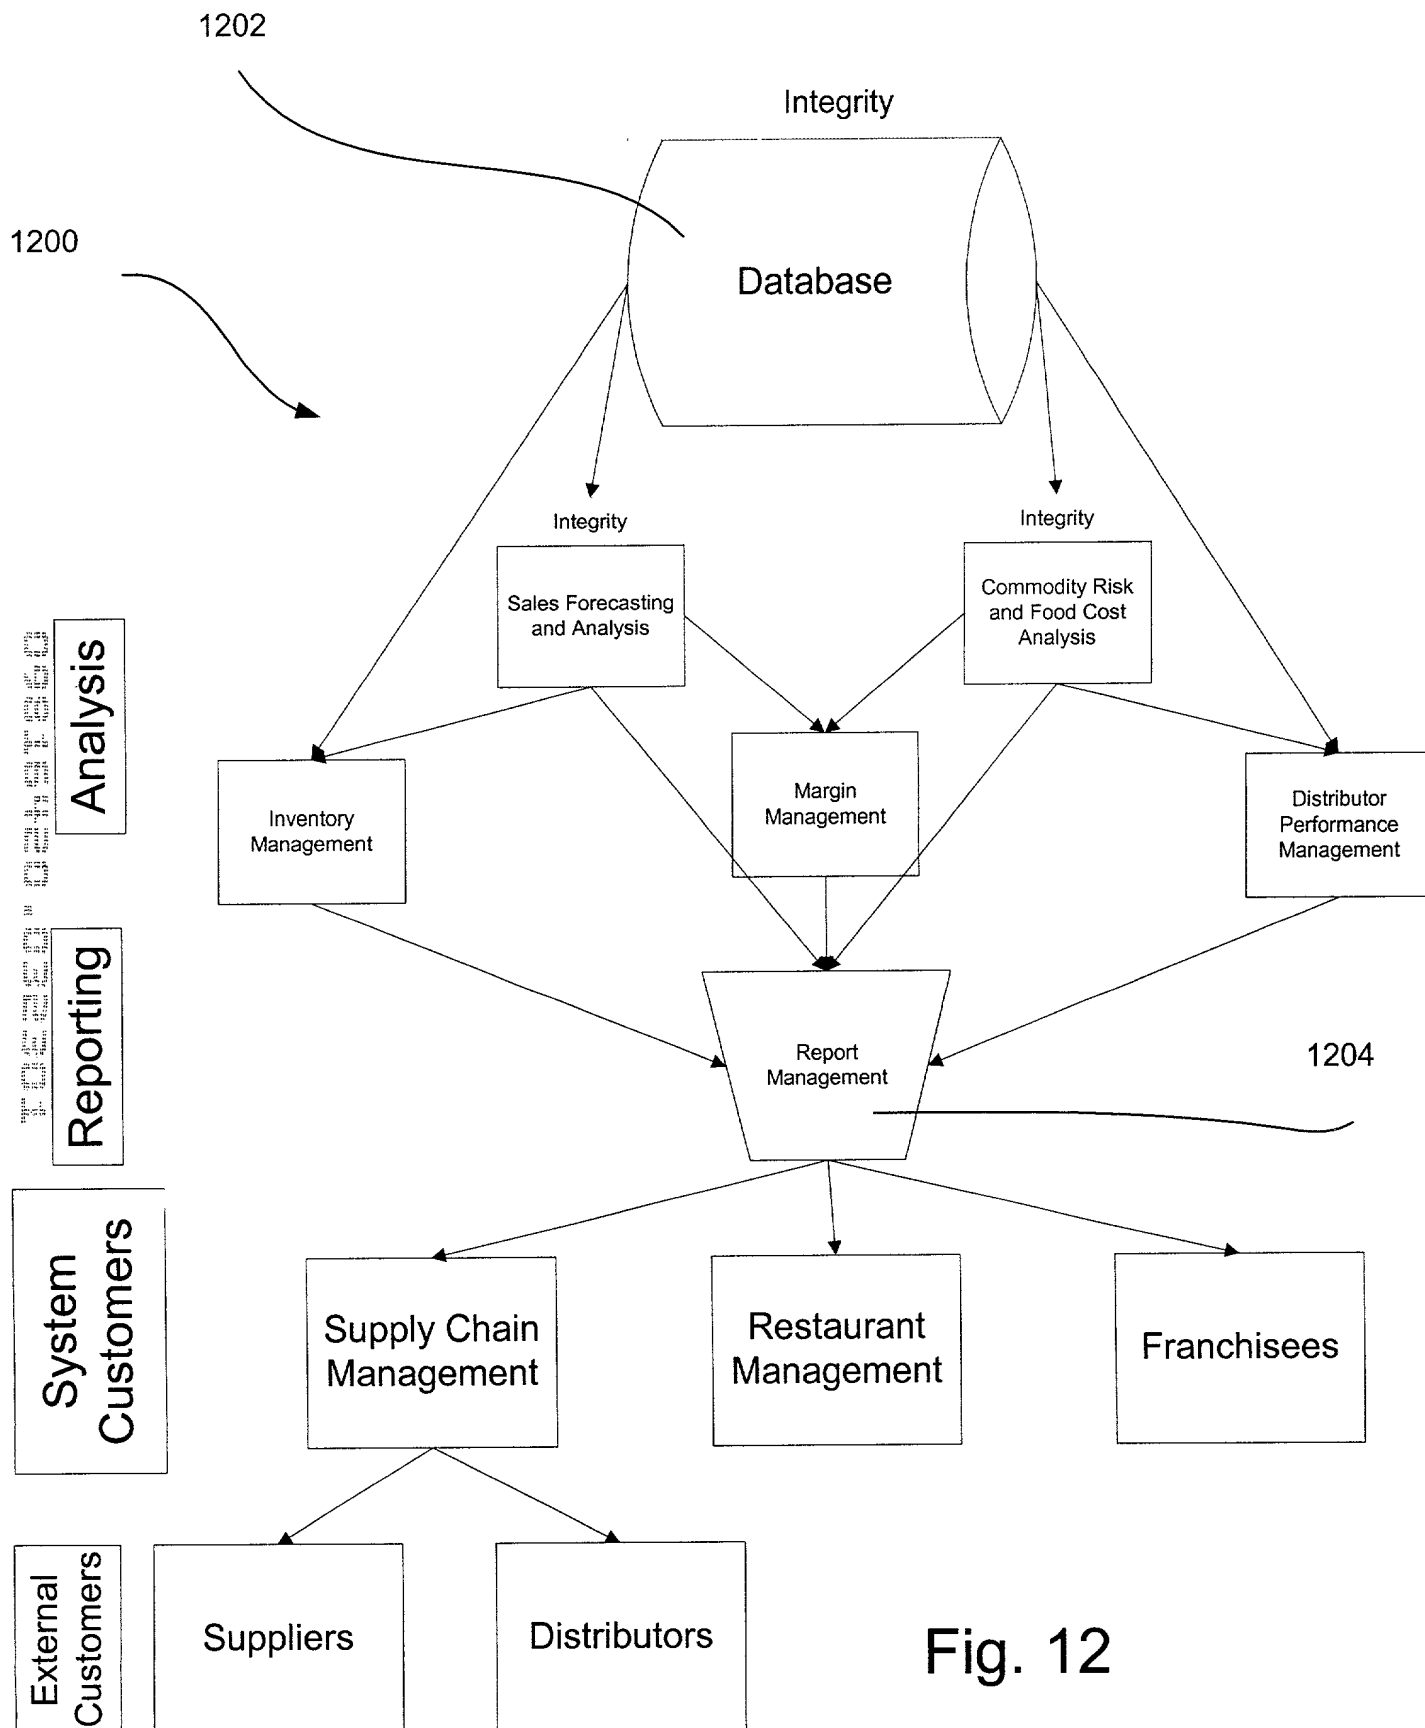 1202
Integrity
1200
Database
Integrity
Integrity
Sales Forecasting
and Analysis
Commodity Risk
and Food Cost
Analysis
Analysis
Inventory
Management
Margin
Management
Distributor
Performance
Management
Reporting
Report
Management
1204
System
Customers
Supply Chain
Management
Restaurant
Management
Franchisees
External
Customers
Suppliers
Distributors
Fig. 12